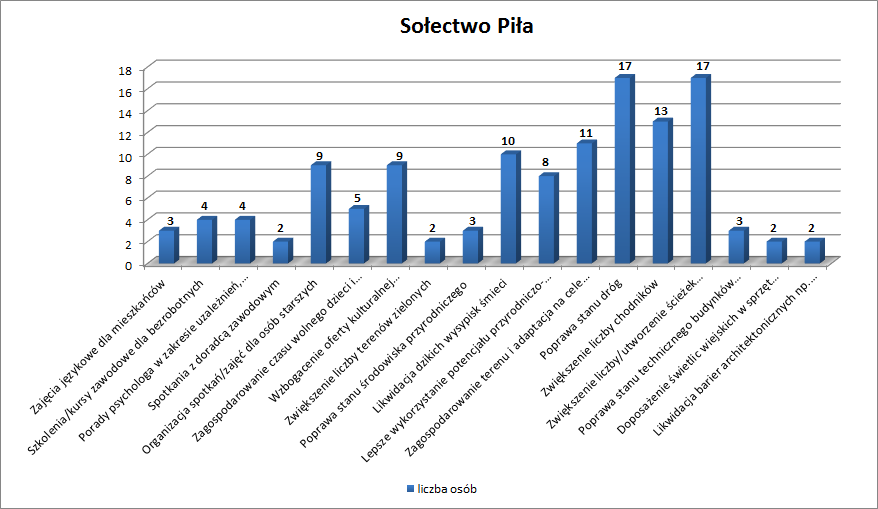 Sołectwo Piła
18
16
14
12
10
8
6
4
2
0
3
4
4
2
9
5
9
2
3
10
8
11
17
13
17
3
2
2
Zajęcia językowe dla mieszkańców
Szkolenia/kursy zawodowe dla bezrobotnych
Porady psychologa w zakresie uzależnień,…
Spotkania z doradcą zawodowym
Organizacja spotkań/zajęć dla osób starszych
Zagospodarowanie czasu wolnego dzieci i…
Wzbogacenie oferty kulturalnej…
Zwiększenie liczby terenów zielonych
Poprawa stanu środowiska przyrodniczego
Likwidacja dzikich wysypisk śmieci
Lepsze wykorzystanie potencjału przyrodniczo-…
Zagospodarowanie terenu i adaptacja na cele…
Poprawa stanu dróg
Zwiększenie liczby chodników
Zwiększenie liczby/utworzenie ścieżek…
Poprawa stanu technicznego budynków…
Doposażenie świetlic wiejskich w sprzęt…
Likwidacja barier architektonicznych np.…
liczba osób